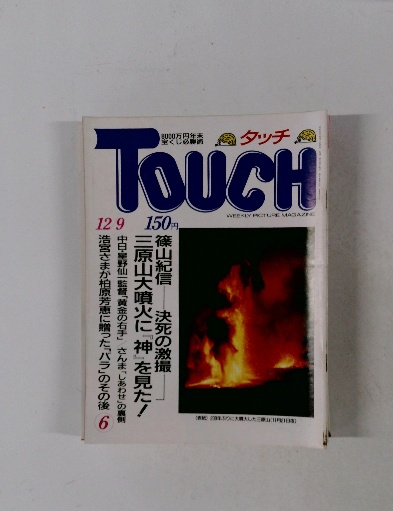 8000万円年末
宝くじ必勝術
タッチ
TOUCH
WEEKLY PICTURE MAGAZINE
12 9
150円
篠山紀信——決死の激撮——
三原山大噴火に『神』を見た!
中日・星野仙一監督「黄金の右手」 さんま、「しあわせ」の裏側
浩宮さまが柏原芳恵に贈った「バラ」のその後
6